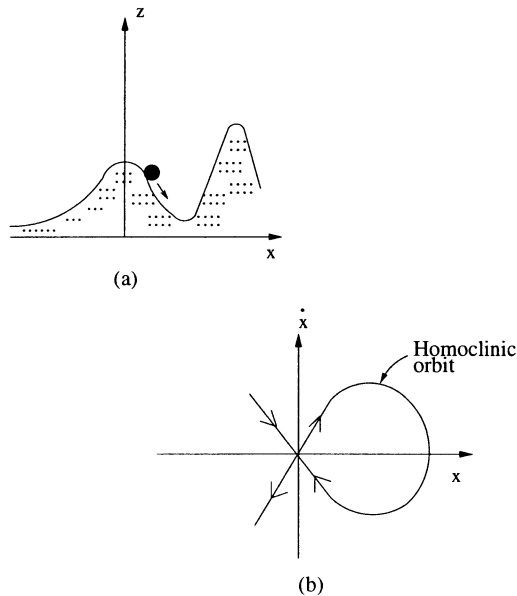 z
x
(a)
ẋ
Homoclinic
orbit
x
(b)